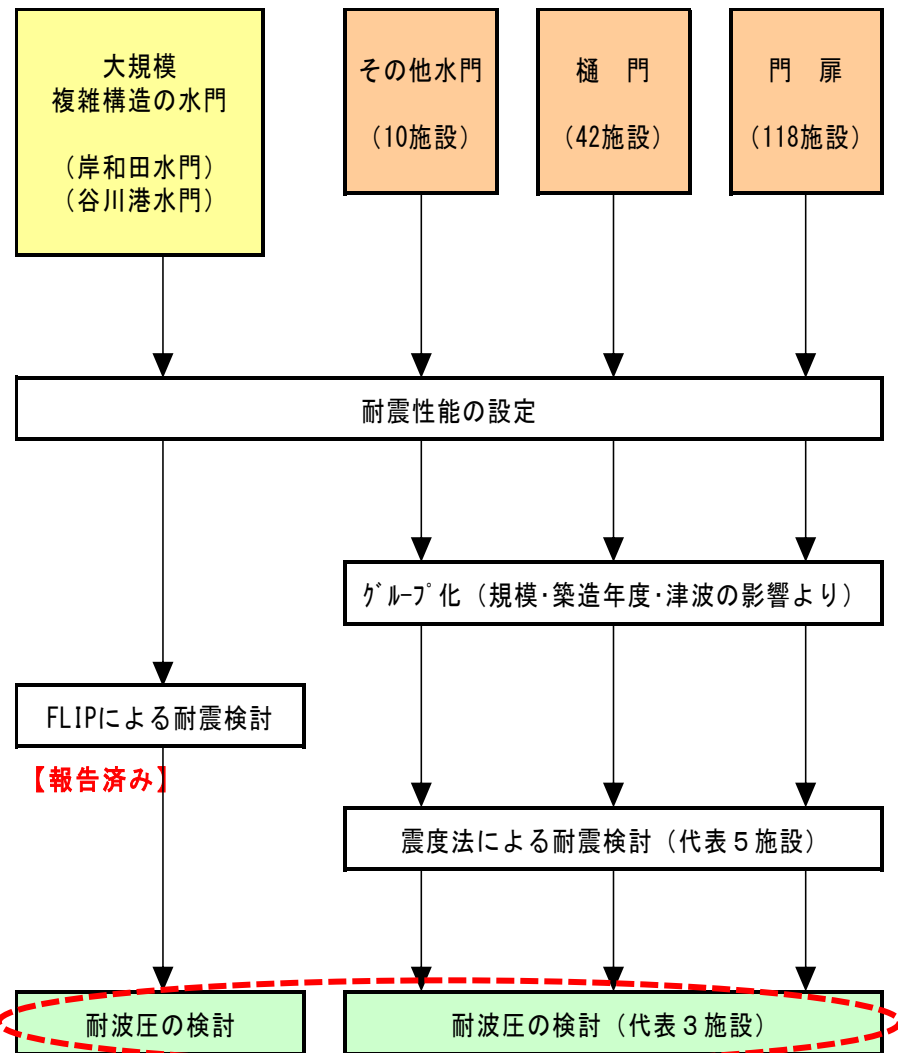 大規模
複雑構造の水門
（岸和田水門）
（谷川港水門）
その他水門
（10施設）
樋　門
（42施設）
門　扉
（118施設）
耐震性能の設定
ｸﾞﾙｰﾌﾟ化（規模･築造年度･津波の影響より）
FLIPによる耐震検討
【報告済み】
震度法による耐震検討（代表５施設）
耐波圧の検討
耐波圧の検討（代表３施設）